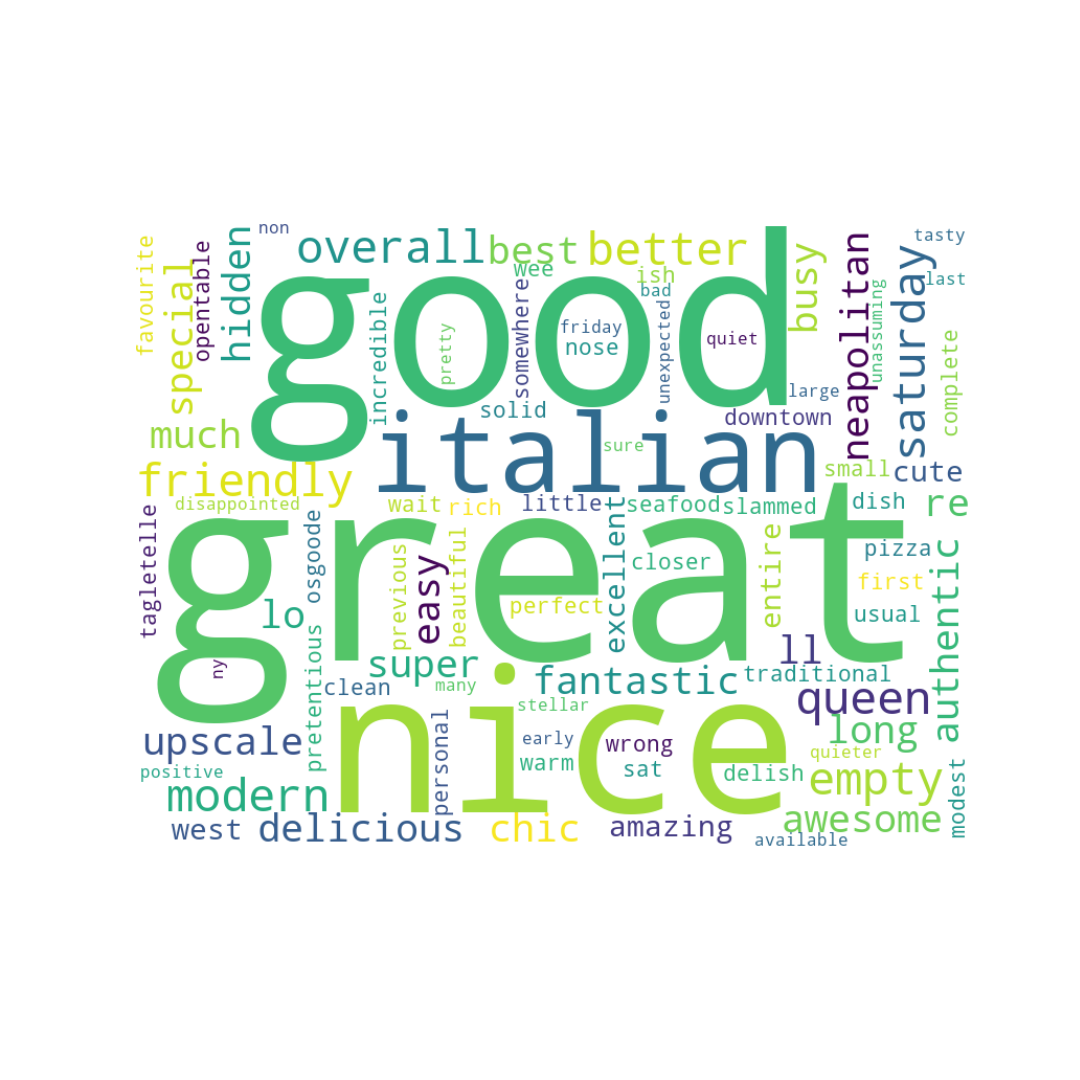 non
favourite
special
opentable
hidden
overall
best
better
wee
ish
bad
busy
neapolitan
saturday
tasty
last
unassuming
complete
good
incredible
pretty
somewhere
friday
nose
unexpected
quiet
large
solid
downtown
much
italian
sure
small
cute
friendly
disappointed
wait
rich
little
seafood
slammed
dish
re
great
tagletelle
osgoode
lo
previous
easy
beautiful
perfect
excellent
closer
entire
pizza
first
usual
authentic
ny
pretentious
super
clean
many
fantastic
stellar
traditional
ll
queen
long
nice
upscale
positive
modern
personal
early
warm
wrong
sat
delish
quieter
empty
modest
west
delicious
chic
amazing
awesome
available